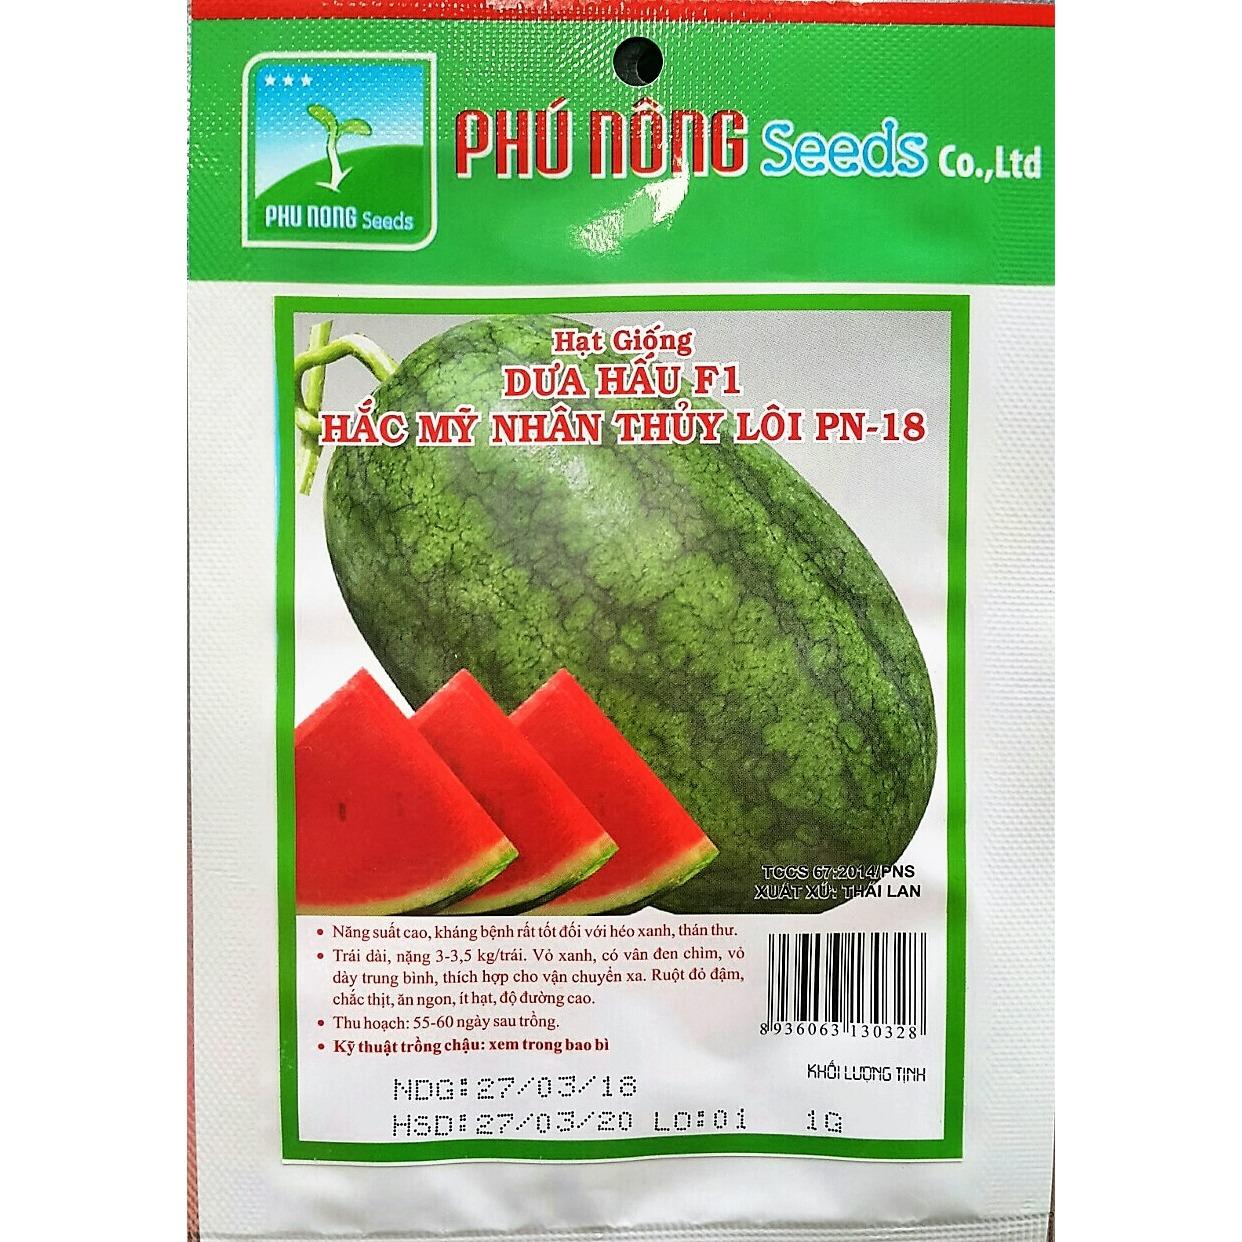 PHÚ NÔNG Seeds Co.,Ltd
PHU NONG Seeds
Hạt Giống
DƯA HẤU F1
HẮC MỸ NHÂN THỦY LÔI PN-18
TCCS 67:2014/PNS
XUẤT XỨ: THÁI LAN
• Năng suất cao, kháng bệnh rất tốt đối với héo xanh, thán thư.
• Trái dài, nặng 3-3,5 kg/trái. Vỏ xanh, có vân đen chìm, vỏ
dày trung bình, thích hợp cho vận chuyển xa. Ruột đỏ đậm,
chắc thịt, ăn ngon, ít hạt, độ đường cao.
• Thu hoạch: 55-60 ngày sau trồng.
• Kỹ thuật trồng chậu: xem trong bao bì
8 936063 130328
KHỐI LƯỢNG TỊNH
NDG:27/03/18
HSD:27/03/20 LO:01 1G